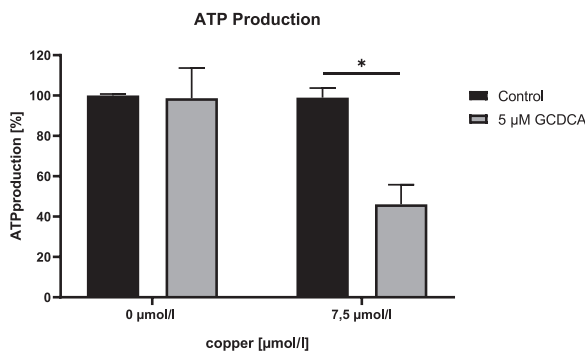 ATP Production
120
100
80
60
40
20
0
ATPproduction [%]
*
Control
5 µM GCDCA
0 µmol/l
7,5 µmol/l
copper [µmol/l]